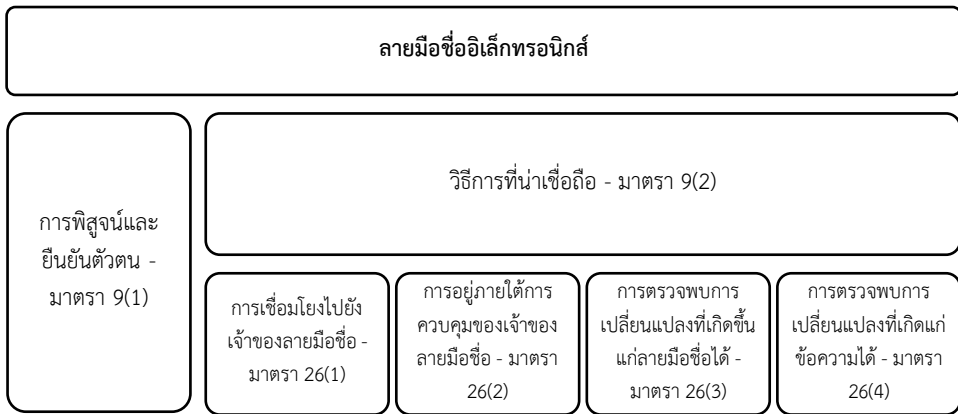 ลายมือชื่ออิเล็กทรอนิกส์
การพิสูจน์และ
ยืนยันตัวตน -
มาตรา 9(1)
วิธีการที่น่าเชื่อถือ - มาตรา 9(2)
การเชื่อมโยงไปยัง
เจ้าของลายมือชื่อ -
มาตรา 26(1)
การอยู่ภายใต้การ
ควบคุมของเจ้าของ
ลายมือชื่อ - มาตรา
26(2)
การตรวจพบการ
เปลี่ยนแปลงที่เกิดขึ้น
แก่ลายมือชื่อได้ -
มาตรา 26(3)
การตรวจพบการ
เปลี่ยนแปลงที่เกิดแก่
ข้อความได้ - มาตรา
26(4)